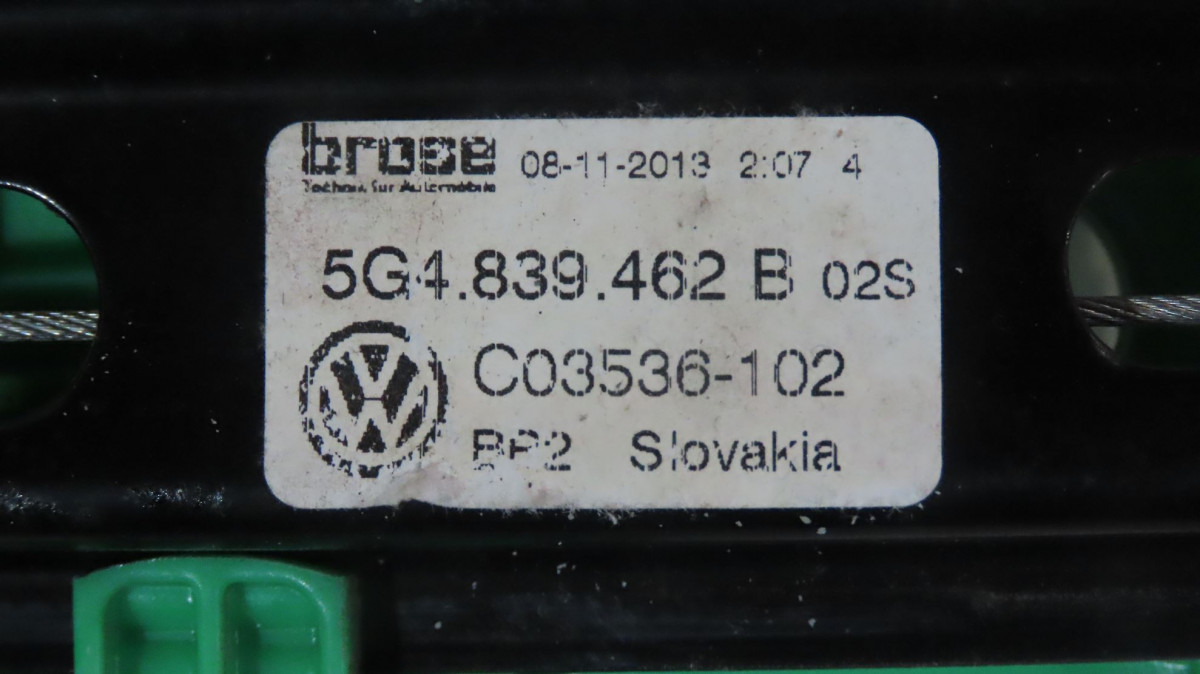 brose 08-11-2013 2:07 4
Technik für Automobile
5G4.839.462 B 02S
C03536-102
BP2 Slovakia